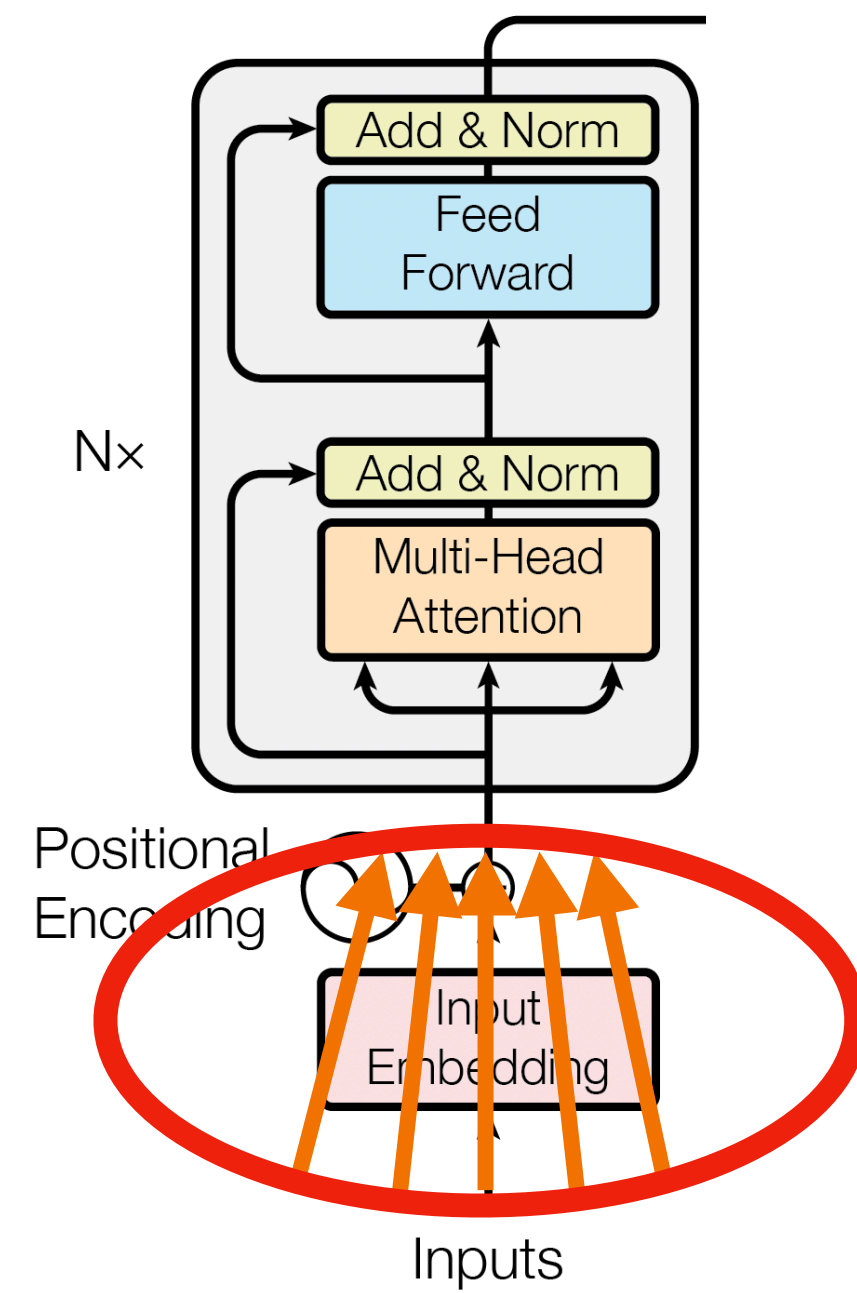 Add & Norm
Feed
Forward
Nx
Add & Norm
Multi-Head
Attention
Positional
Encoding
Input
Embedding
Inputs